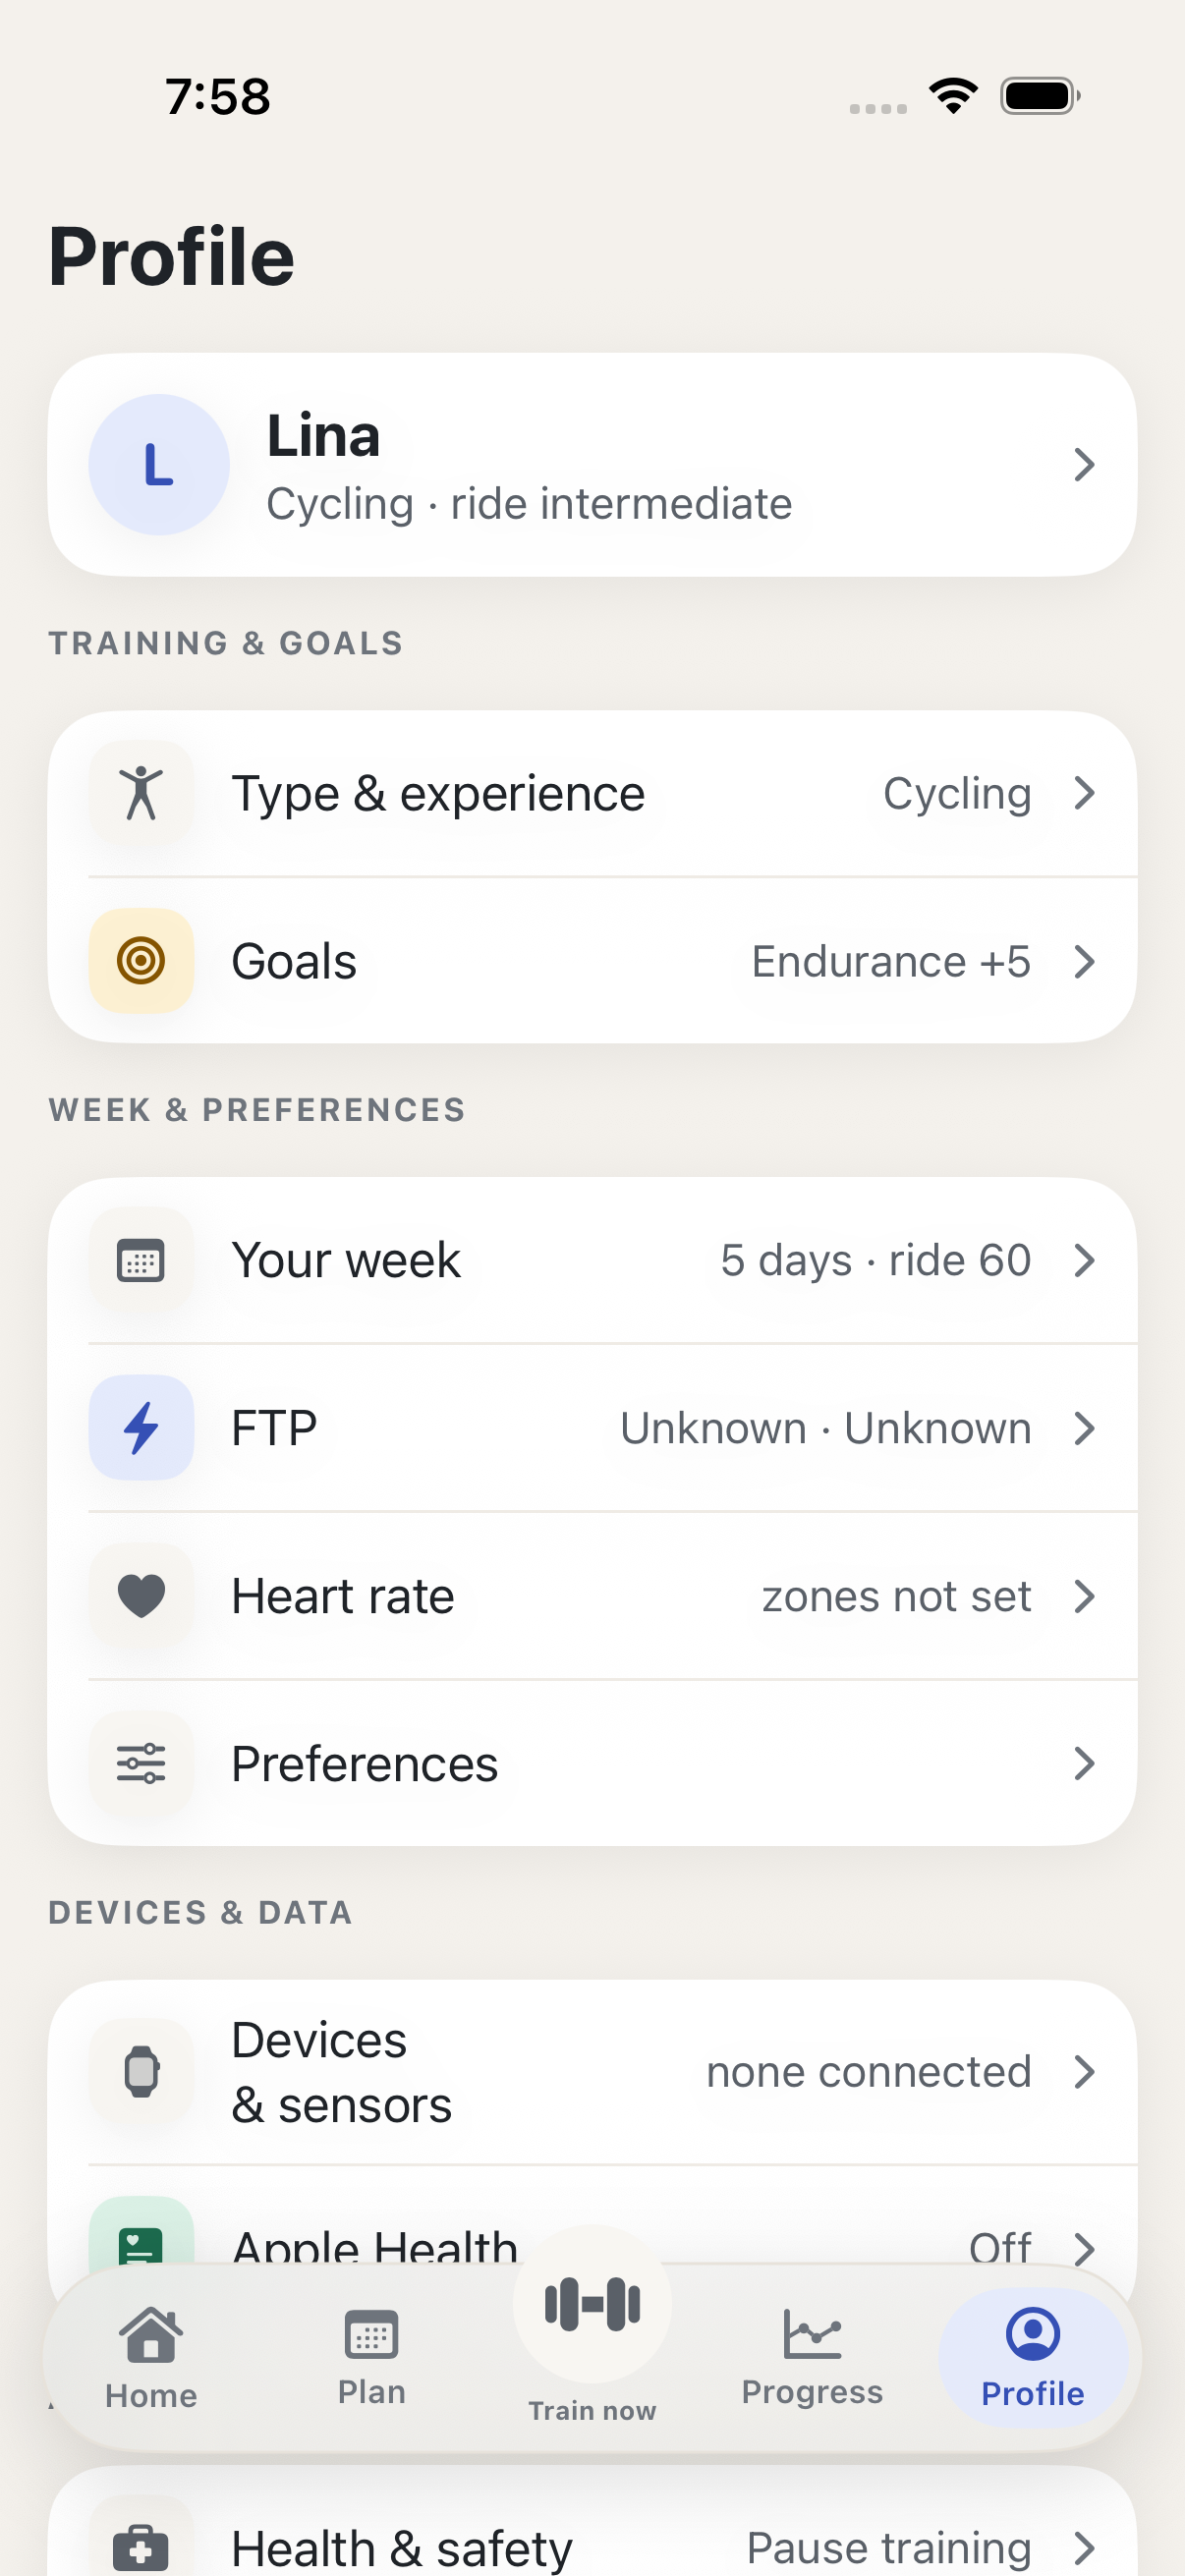 7:58
Profile
L
Lina
Cycling · ride intermediate
TRAINING & GOALS
Type & experience
Cycling
Goals
Endurance +5
WEEK & PREFERENCES
Your week
5 days · ride 60
FTP
Unknown · Unknown
Heart rate
zones not set
Preferences
DEVICES & DATA
Devices
& sensors
none connected
Apple Health
Off
Home
Plan
Train now
Progress
Profile
Health & safety
Pause training